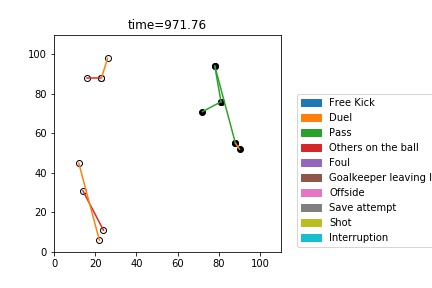 time=971.76
100
80
60
40
20
0
0 20 40 60 80 100
Free Kick
Duel
Pass
Others on the ball
Foul
Goalkeeper leaving l
Offside
Save attempt
Shot
Interruption